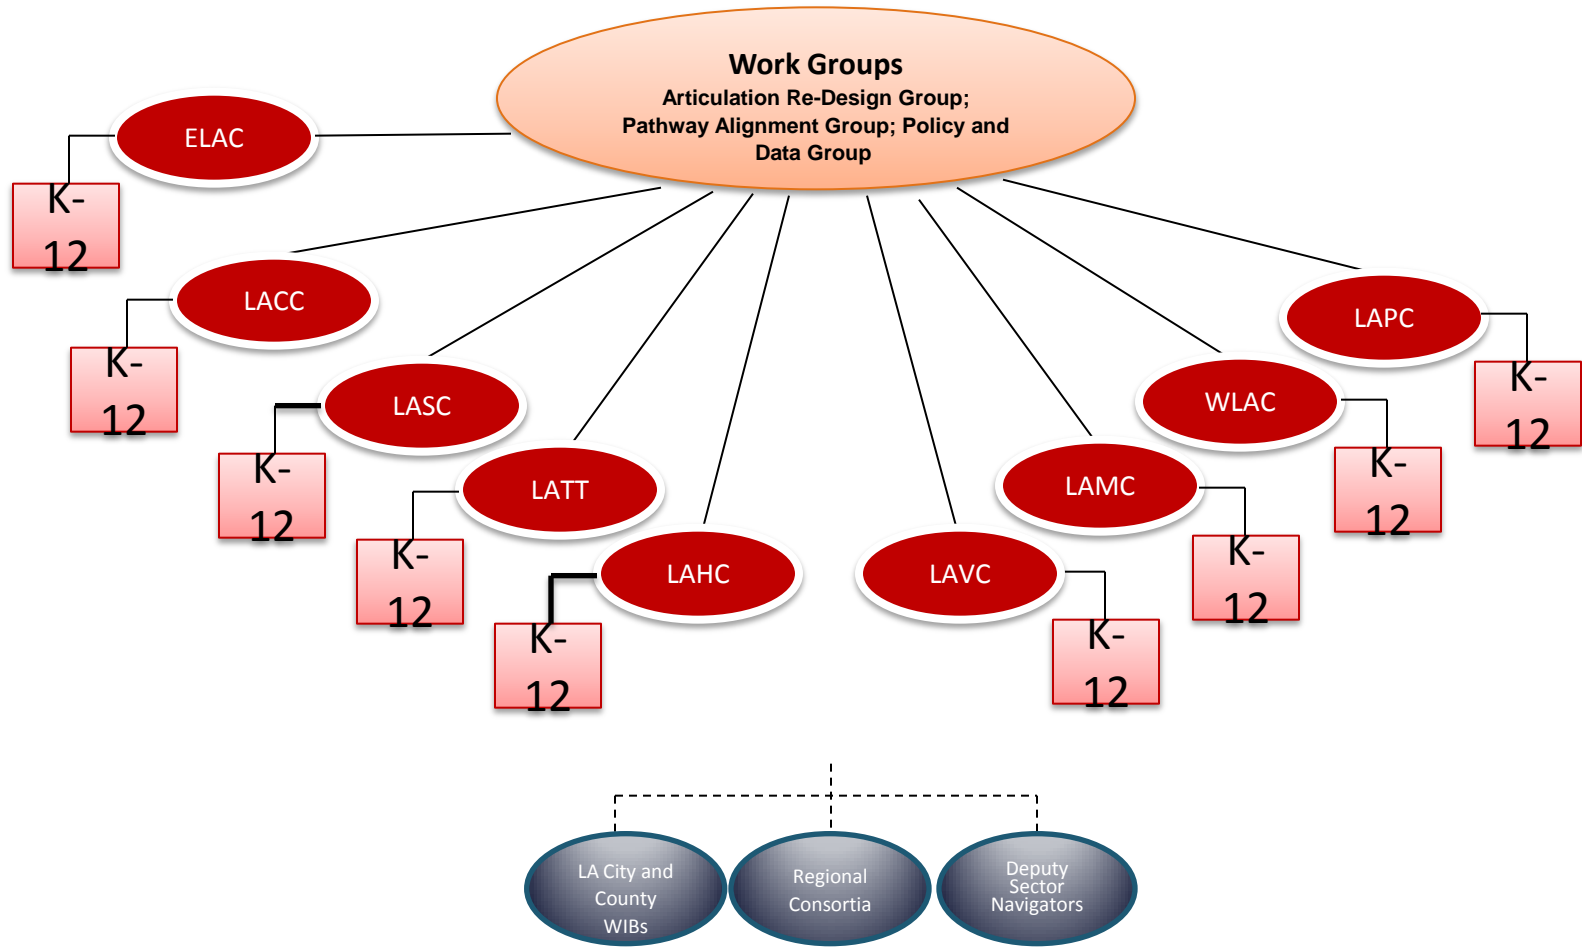 Work Groups
Articulation Re-Design Group;
Pathway Alignment Group; Policy and
Data Group
ELAC
K-
12
LACC
K-
12
LASC
K-
12
LATT
K-
12
LAHC
K-
12
LAVC
K-
12
LAMC
K-
12
WLAC
K-
12
LAPC
K-
12
LA City and
County
WIBs
Regional
Consortia
Deputy
Sector
Navigators